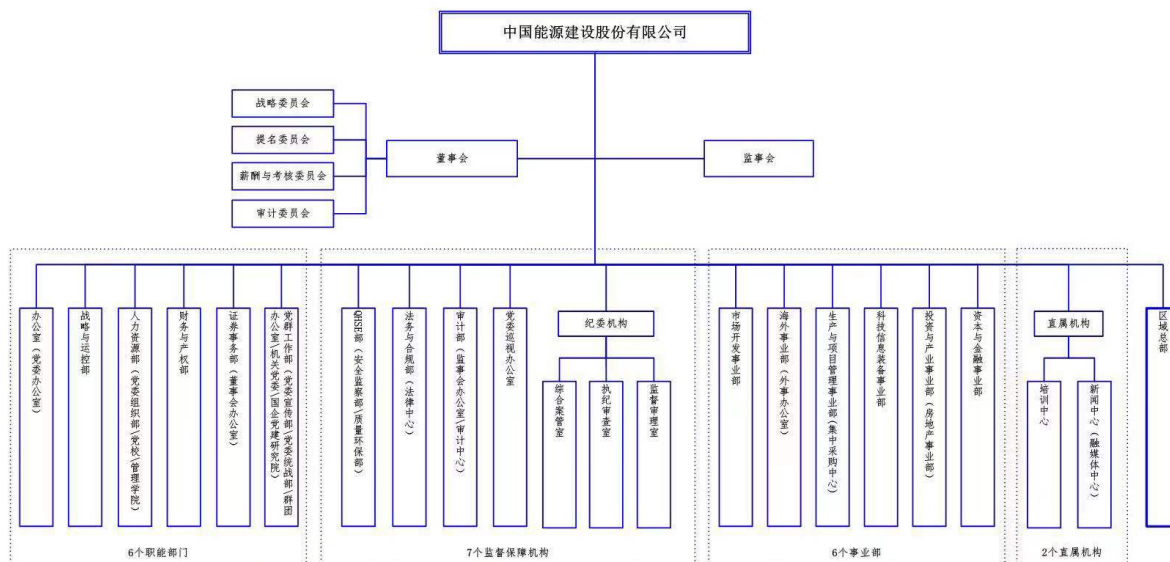 中国能源建设股份有限公司
战略委员会
提名委员会
薪酬与考核委员会
审计委员会
董事会
监事会
办公室（党委办公室）
战略与运控部
人力资源部（党委组织部\党校\管理学院）
财务与产权部
证券事务部（董事会办公室）
党群工作部（党委宣传部\党委统战部\群团
办公室\机关党委\国企党建研究院）
QHSE部（安全监察部\质量环保部）
法务与合规部（法律中心）
审计部（监事会办公室\审计中心）
党委巡视办公室
纪委机构
综合案管室
执纪审查室
监督审理室
市场开发事业部
海外事业部（外事办公室）
生产与项目管理事业部(集中采购中心)
科技信息装备事业部
投资与产业事业部（房地产事业部）
资本与金融事业部
直属机构
培训中心
新闻中心（融媒体中心）
区域总部
6个职能部门
7个监督保障机构
6个事业部
2个直属机构